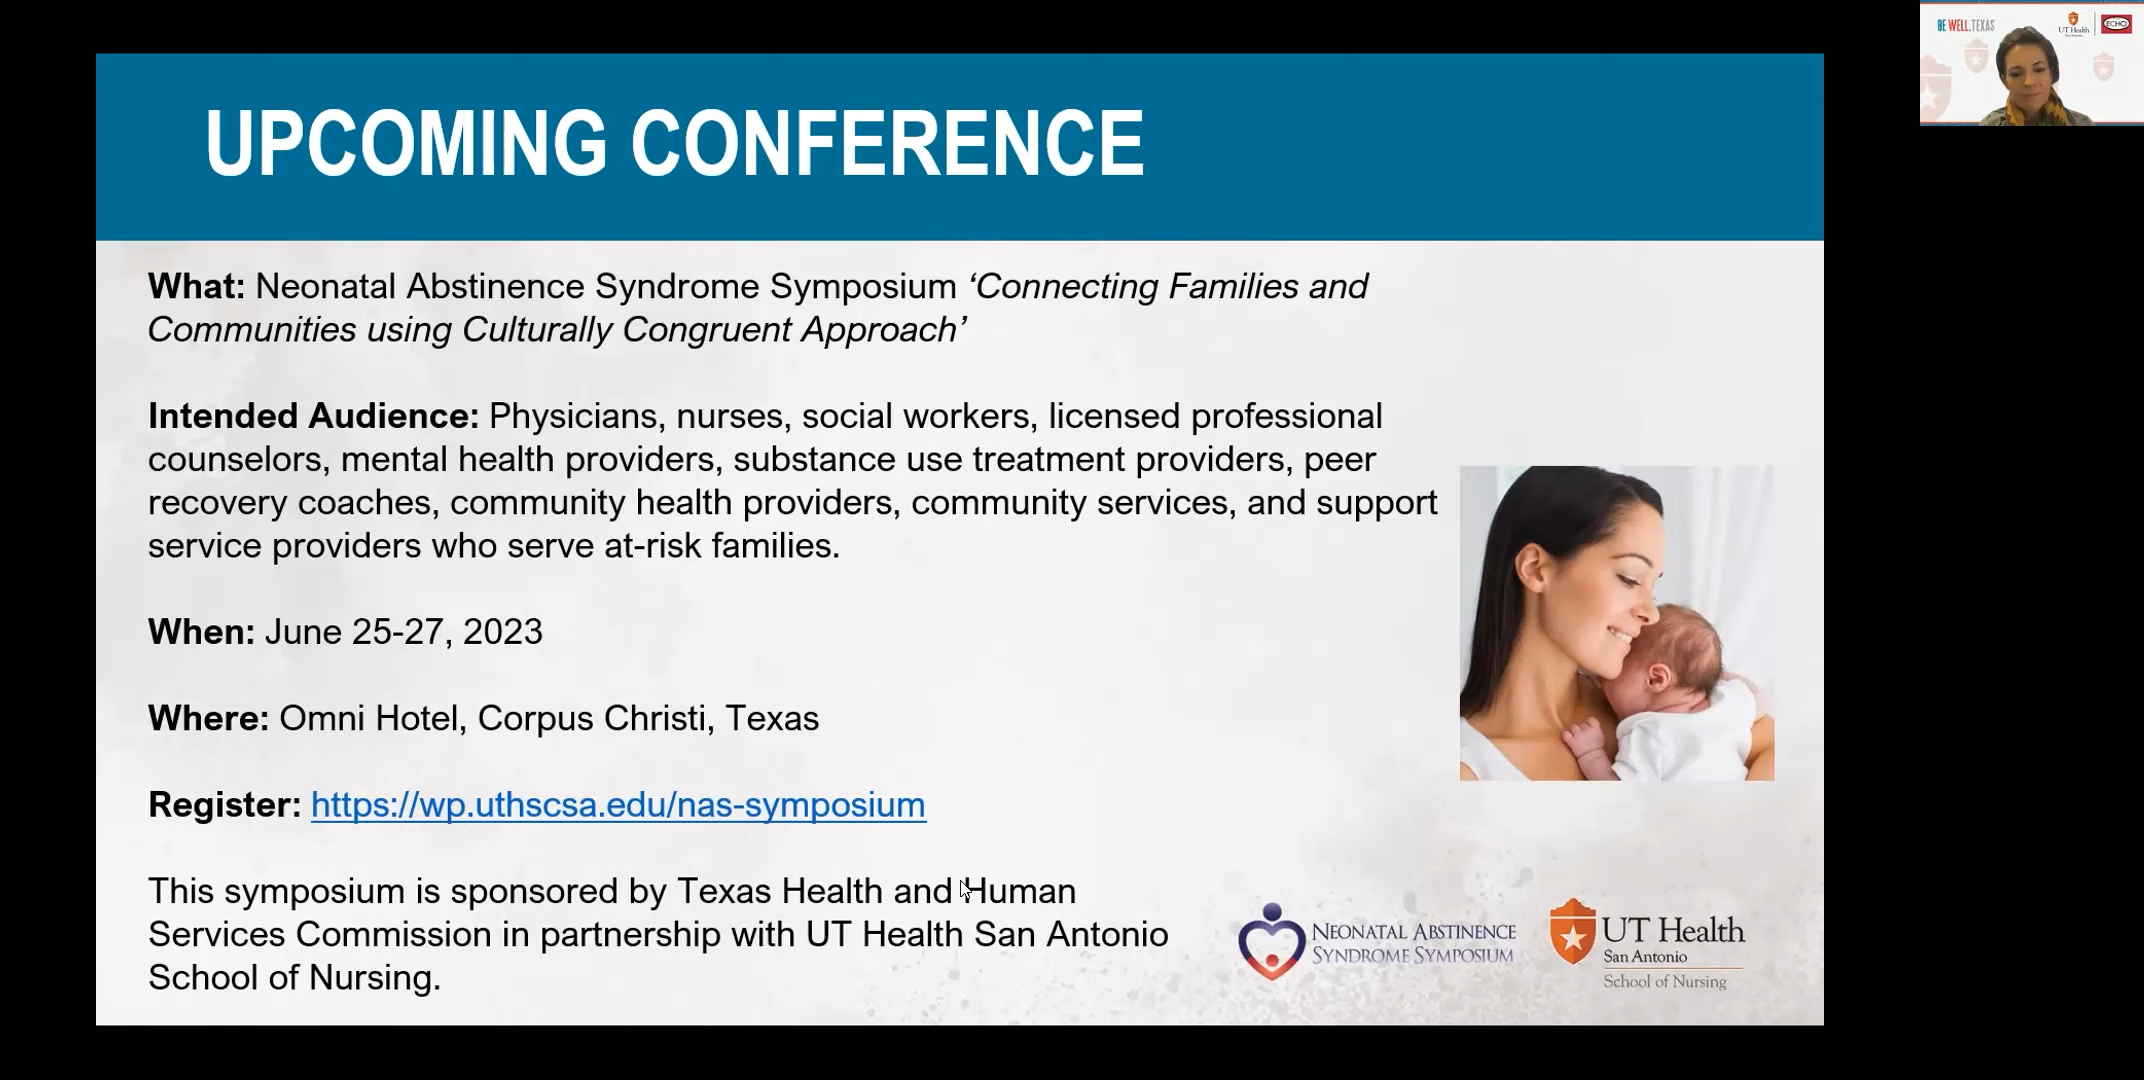 UPCOMING CONFERENCE
What: Neonatal Abstinence Syndrome Symposium ‘Connecting Families and
Communities using Culturally Congruent Approach’
Intended Audience: Physicians, nurses, social workers, licensed professional
counselors, mental health providers, substance use treatment providers, peer
recovery coaches, community health providers, community services, and support
service providers who serve at-risk families.
When: June 25-27, 2023
Where: Omni Hotel, Corpus Christi, Texas
Register: https://wp.uthscsa.edu/nas-symposium
This symposium is sponsored by Texas Health and Human
Services Commission in partnership with UT Health San Antonio
School of Nursing.
NEONATAL ABSTINENCE
SYNDROME SYMPOSIUM
UT Health
San Antonio
School of Nursing
BE WELL, TEXAS
UT Health
San Antonio
ECHO